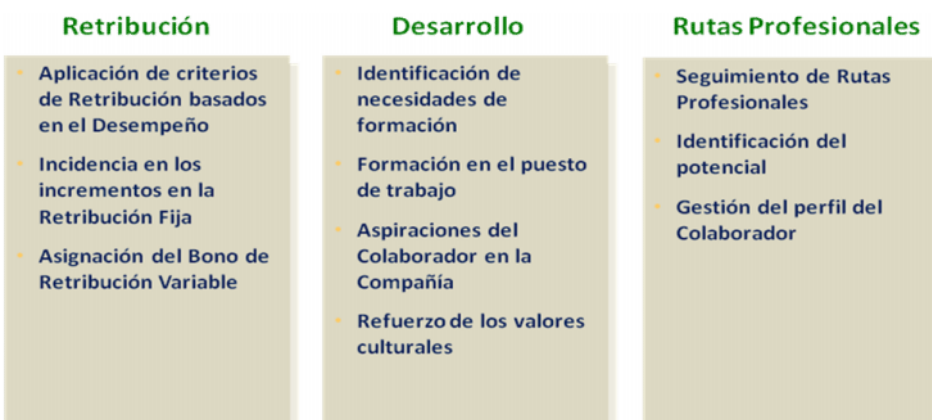 Retribución
Aplicación de criterios
de Retribución basados
en el Desempeño
Incidencia en los
incrementos en la
Retribución Fija
Asignación del Bono de
Retribución Variable
Desarrollo
Identificación de
necesidades de
formación
Formación en el puesto
de trabajo
Aspiraciones del
Colaborador en la
Compañía
Refuerzo de los valores
culturales
Rutas Profesionales
Seguimiento de Rutas
Profesionales
Identificación del
potencial
Gestión del perfil del
Colaborador